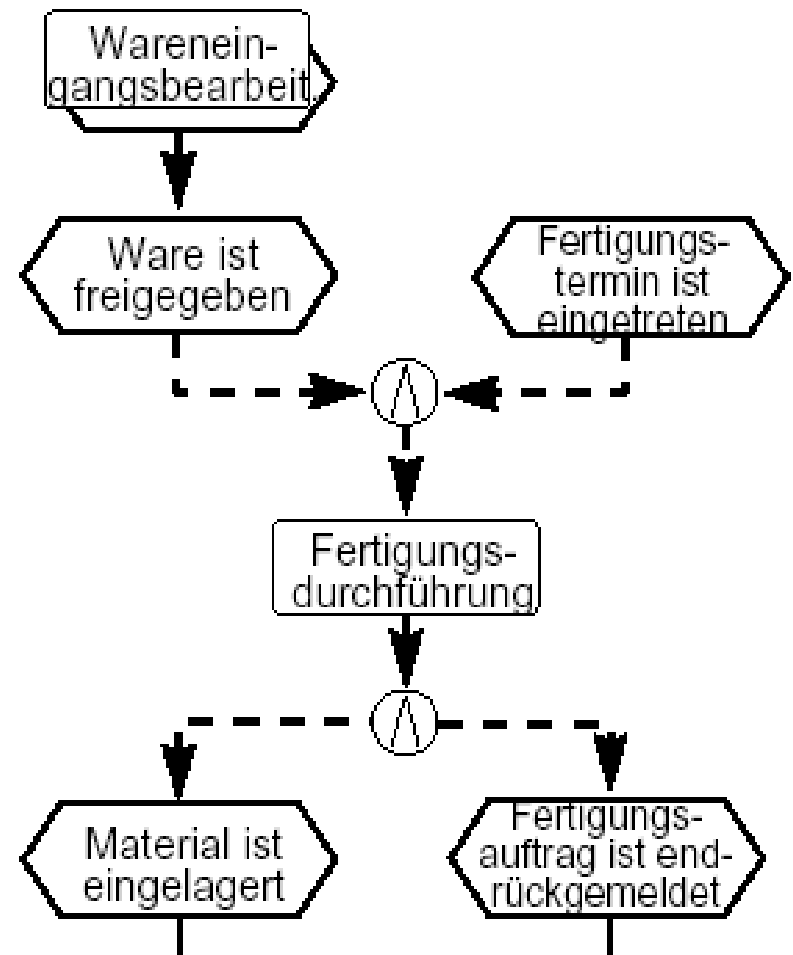 Warenein-
gangsbearbeit.
Ware ist
freigegeben
Fertigungs-
termin ist
eingetreten
Fertigungs-
durchführung
Material ist
eingelagert
Fertigungs-
auftrag ist end-
rückgemeldet